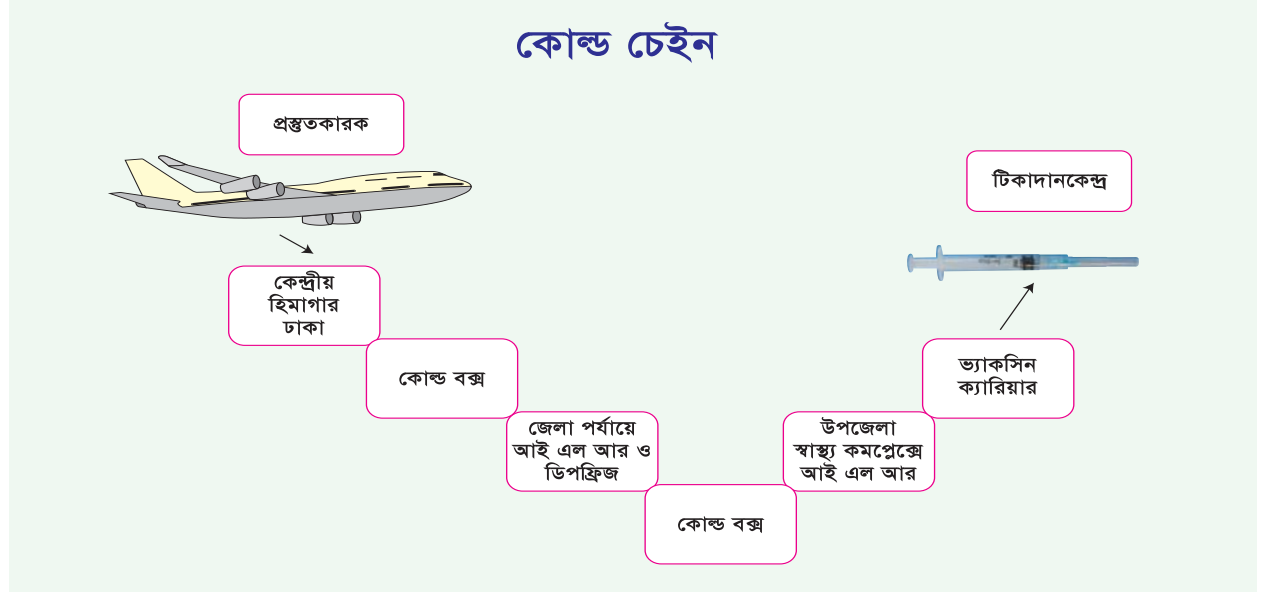 কোল্ড চেইন
প্রস্তুতকারক
টিকাদানকেন্দ্র
কেন্দ্রীয়
হিমাগার
ঢাকা
কোল্ড বক্স
ভ্যাকসিন
ক্যারিয়ার
জেলা পর্যায়ে
আই এল আর ও
ডিপফ্রিজ
উপজেলা
স্বাস্থ্য কমপ্লেক্সে
আই এল আর
কোল্ড বক্স